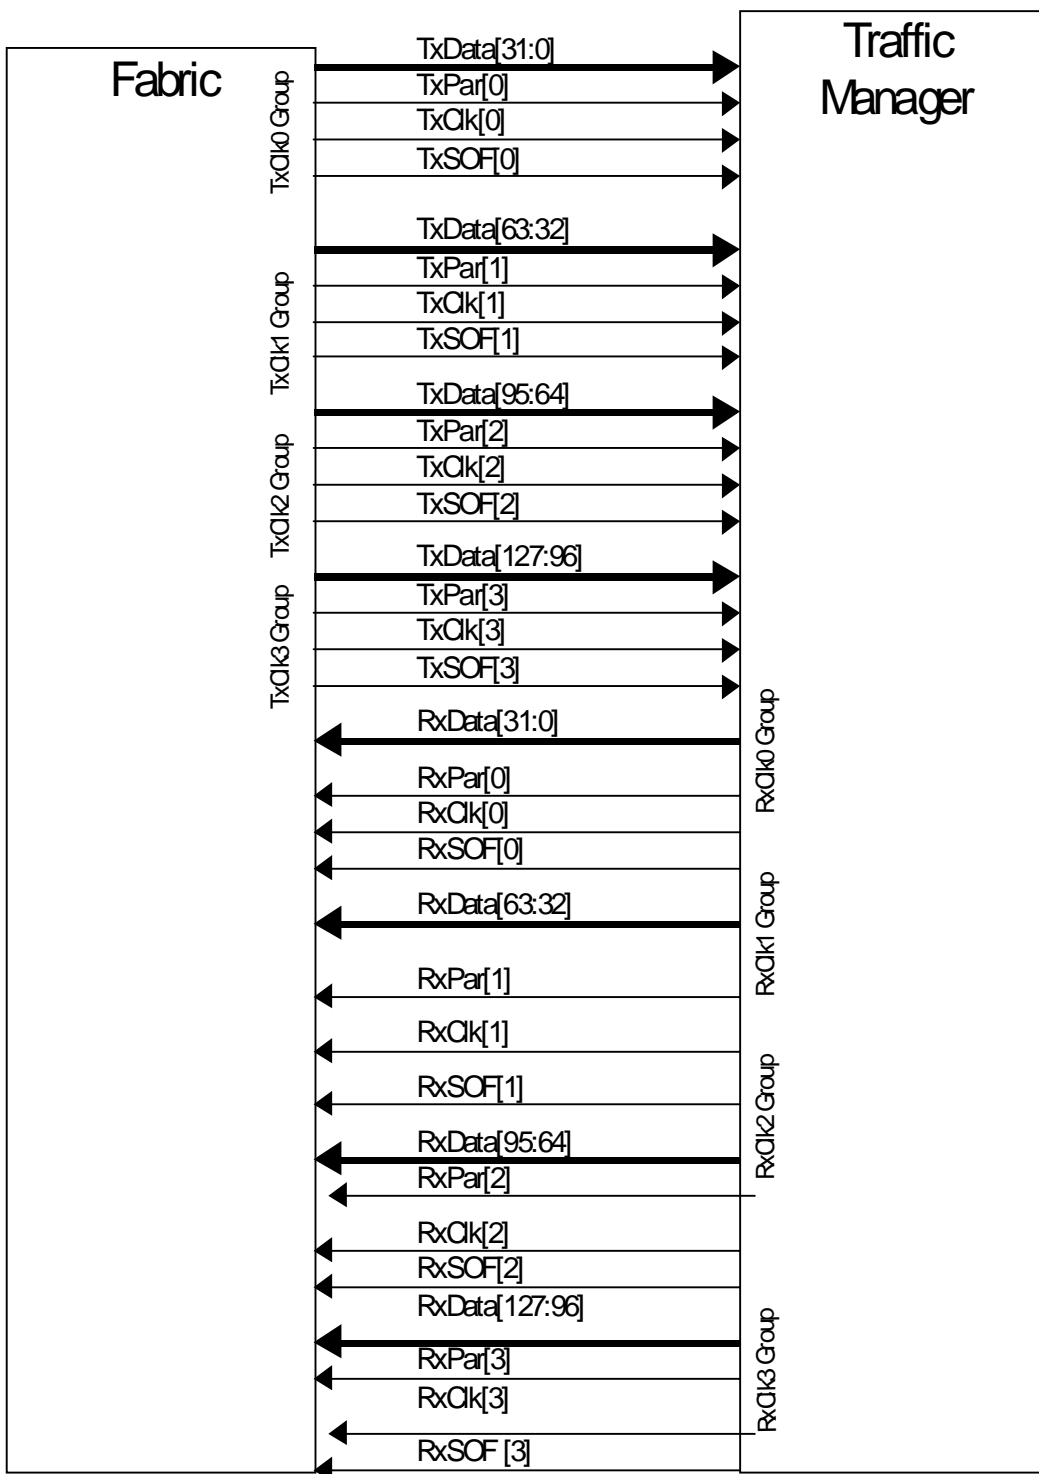 Fabric
Traffic
Manager
TxClk0 Group
TxData[31:0]
TxPar[0]
TxClk[0]
TxSOF[0]
TxClk1 Group
TxData[63:32]
TxPar[1]
TxClk[1]
TxSOF[1]
TxClk2 Group
TxData[95:64]
TxPar[2]
TxClk[2]
TxSOF[2]
TxClk3 Group
TxData[127:96]
TxPar[3]
TxClk[3]
TxSOF[3]
RxClk0 Group
RxData[31:0]
RxPar[0]
RxClk[0]
RxSOF[0]
RxClk1 Group
RxData[63:32]
RxPar[1]
RxClk[1]
RxSOF[1]
RxClk2 Group
RxData[95:64]
RxPar[2]
RxClk[2]
RxSOF[2]
RxClk3 Group
RxData[127:96]
RxPar[3]
RxClk[3]
RxSOF [3]